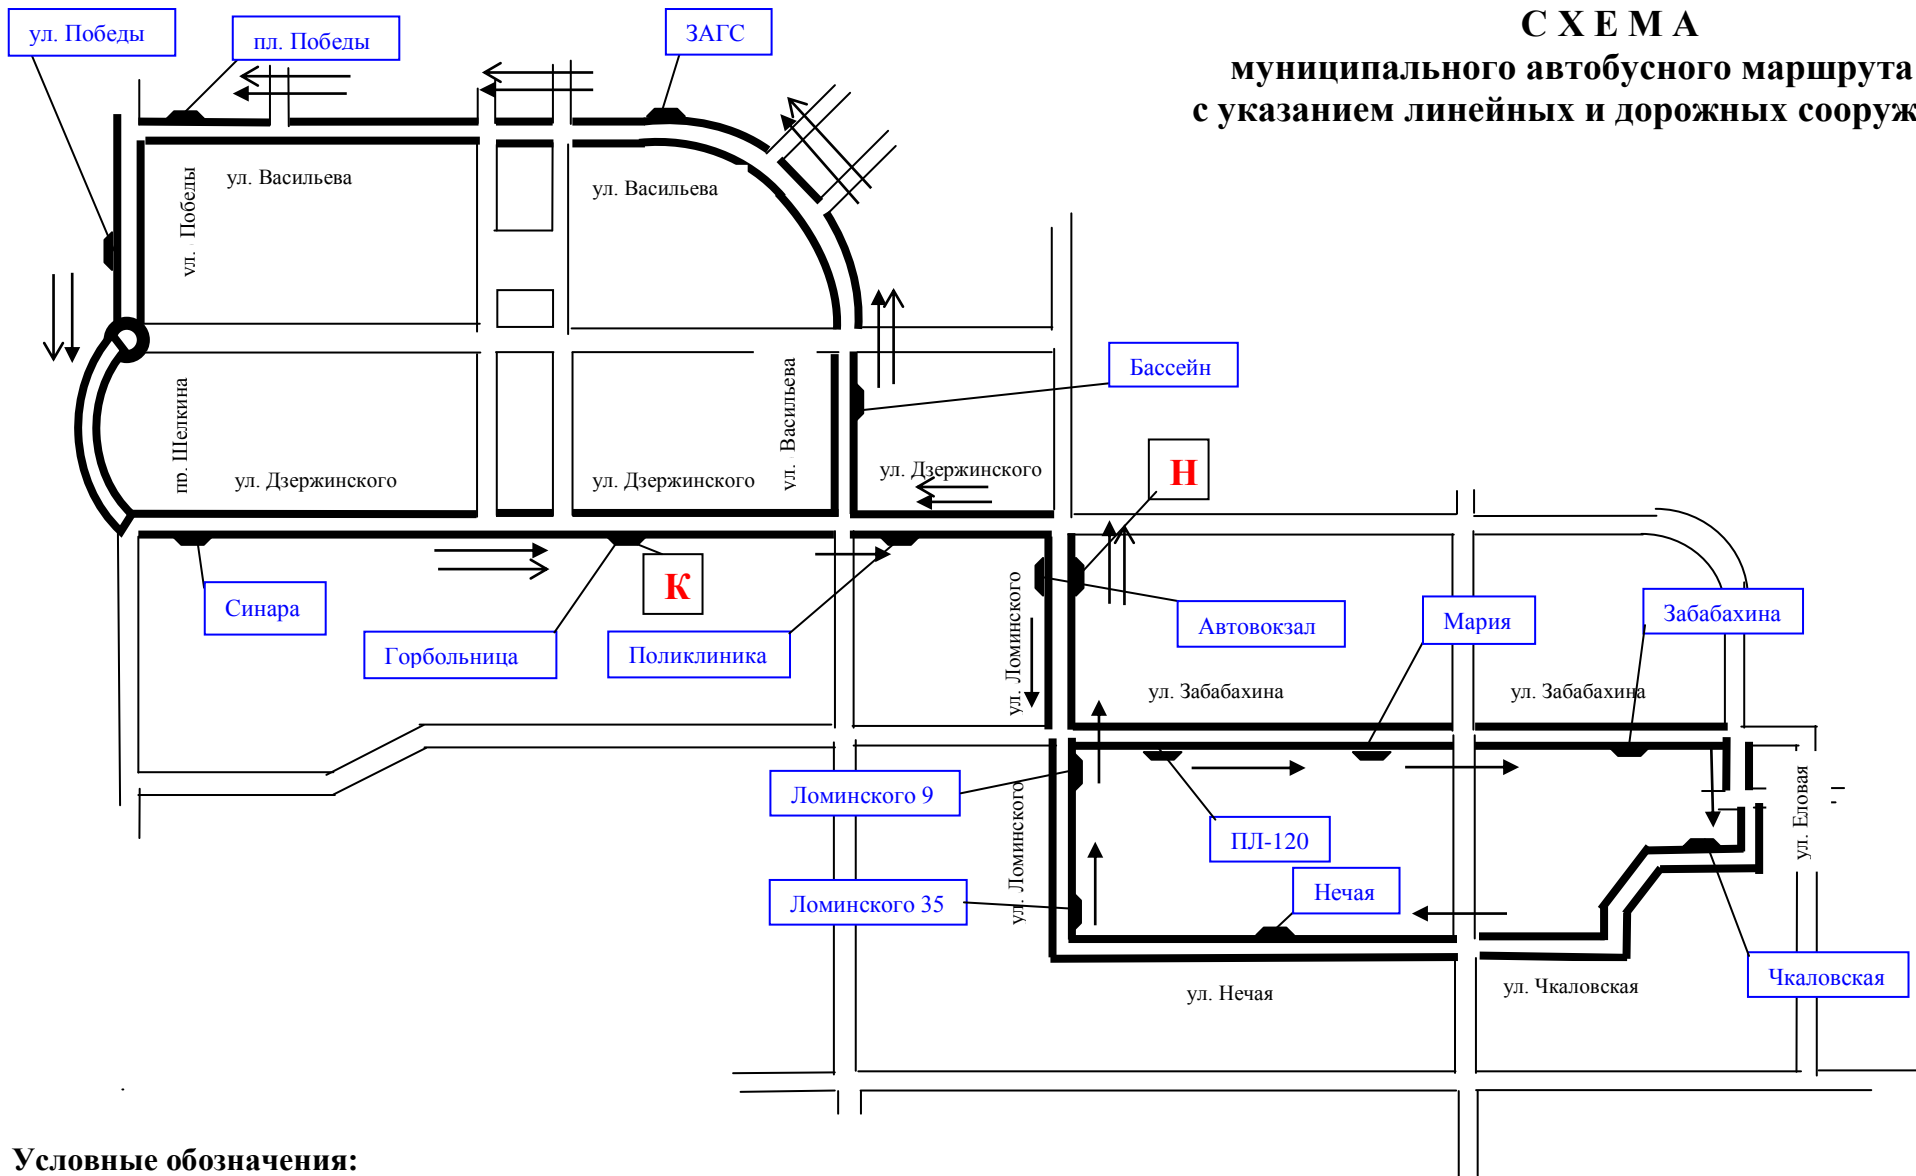 С Х Е М А
муниципального автобусного маршрута
с указанием линейных и дорожных сооруж
ул. Победы
пл. Победы
ЗАГС
ул. Победы
ул. Васильева
ул. Васильева
Бассейн
пр. Щелкина
ул. Васильева
ул. Дзержинского
ул. Дзержинского
ул. Дзержинского
Н
К
Синара
Горбольница
Поликлиника
ул. Ломинского
Автовокзал
Мария
Забабахина
ул. Забабахина
ул. Забабахина
Ломинского 9
ул. Ломинского
ПЛ-120
ул. Еловая
Ломинского 35
Нечая
Чкаловская
ул. Нечая
ул. Чкаловская
Условные обозначения: